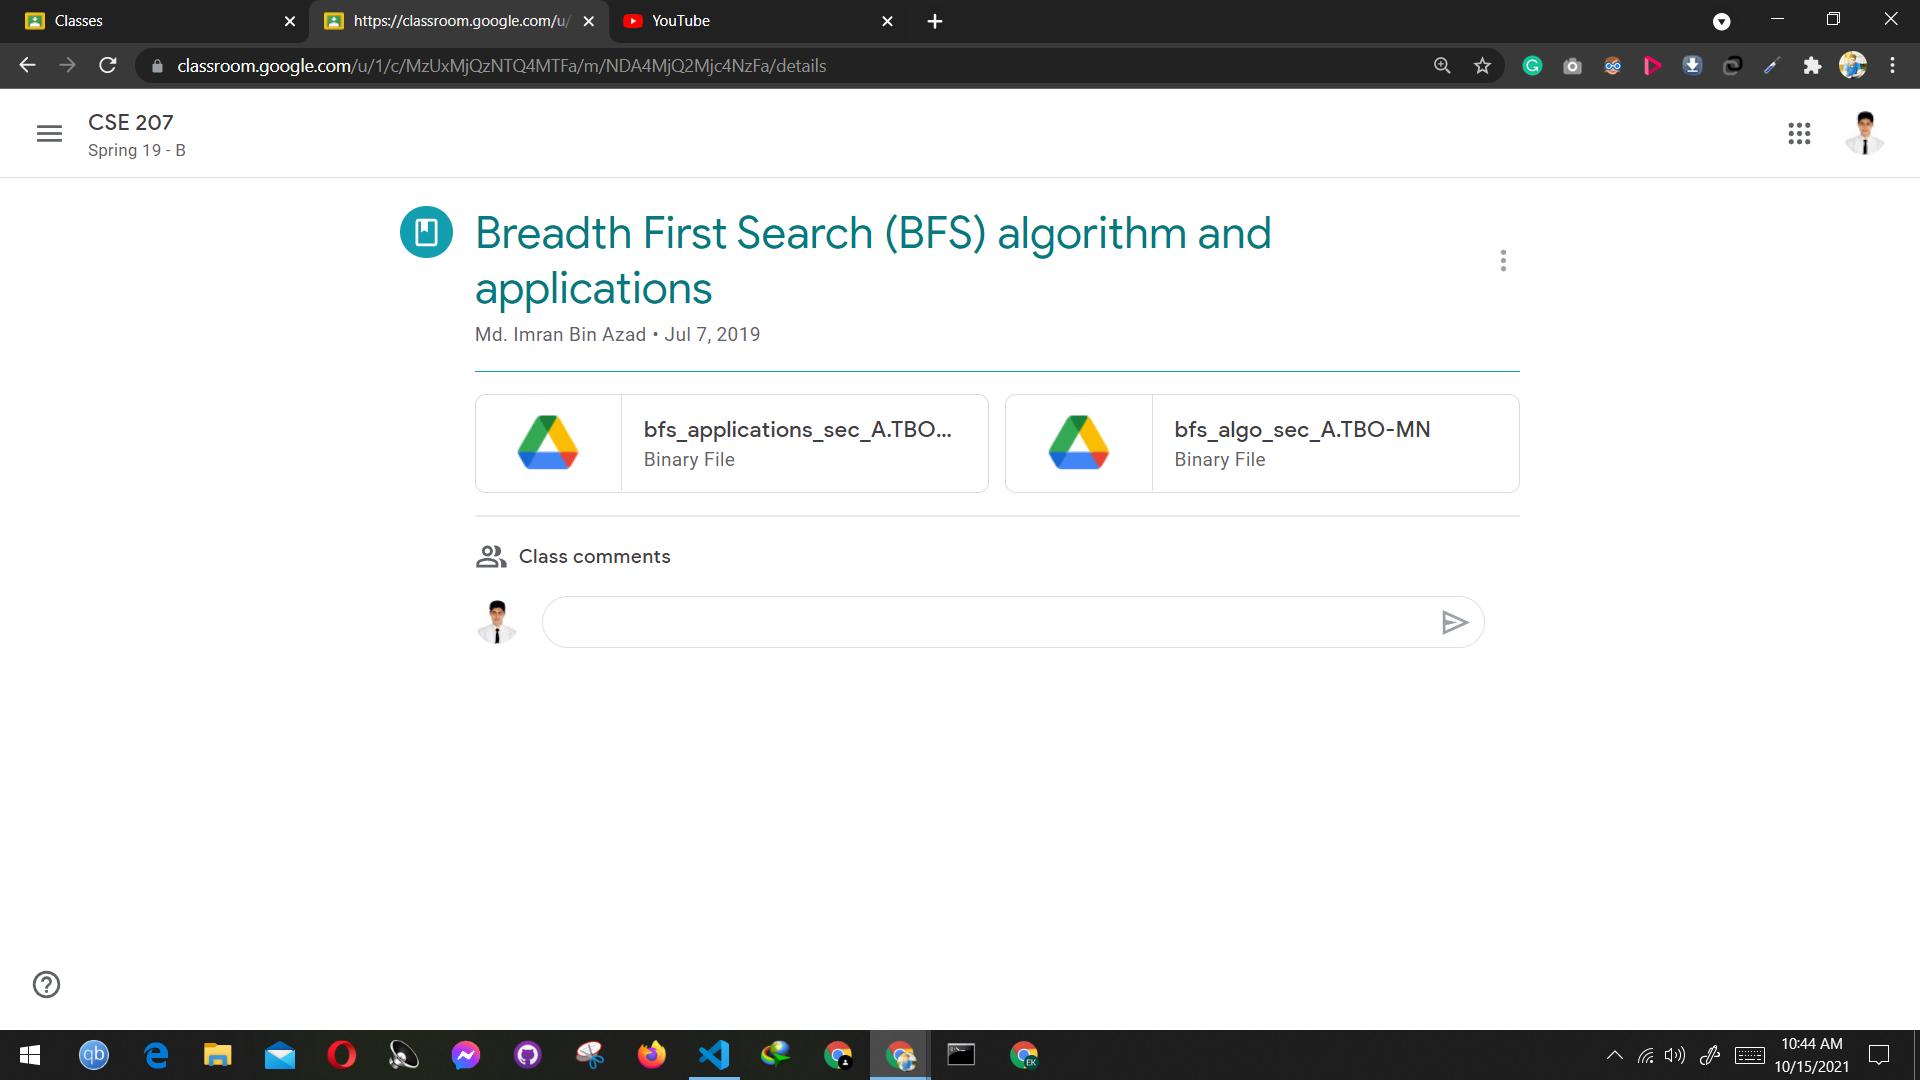 Classes
https://classroom.google.com/u/
YouTube
classroom.google.com/u/1/c/MzUxMjQzNTQ4MTFa/m/NDA4MjQ2Mjc4NzFa/details
CSE 207
Spring 19 - B
Breadth First Search (BFS) algorithm and
applications
Md. Imran Bin Azad • Jul 7, 2019
bfs_applications_sec_A.TBO...
Binary File
bfs_algo_sec_A.TBO-MN
Binary File
Class comments
qb
EK
10:44 AM
10/15/2021